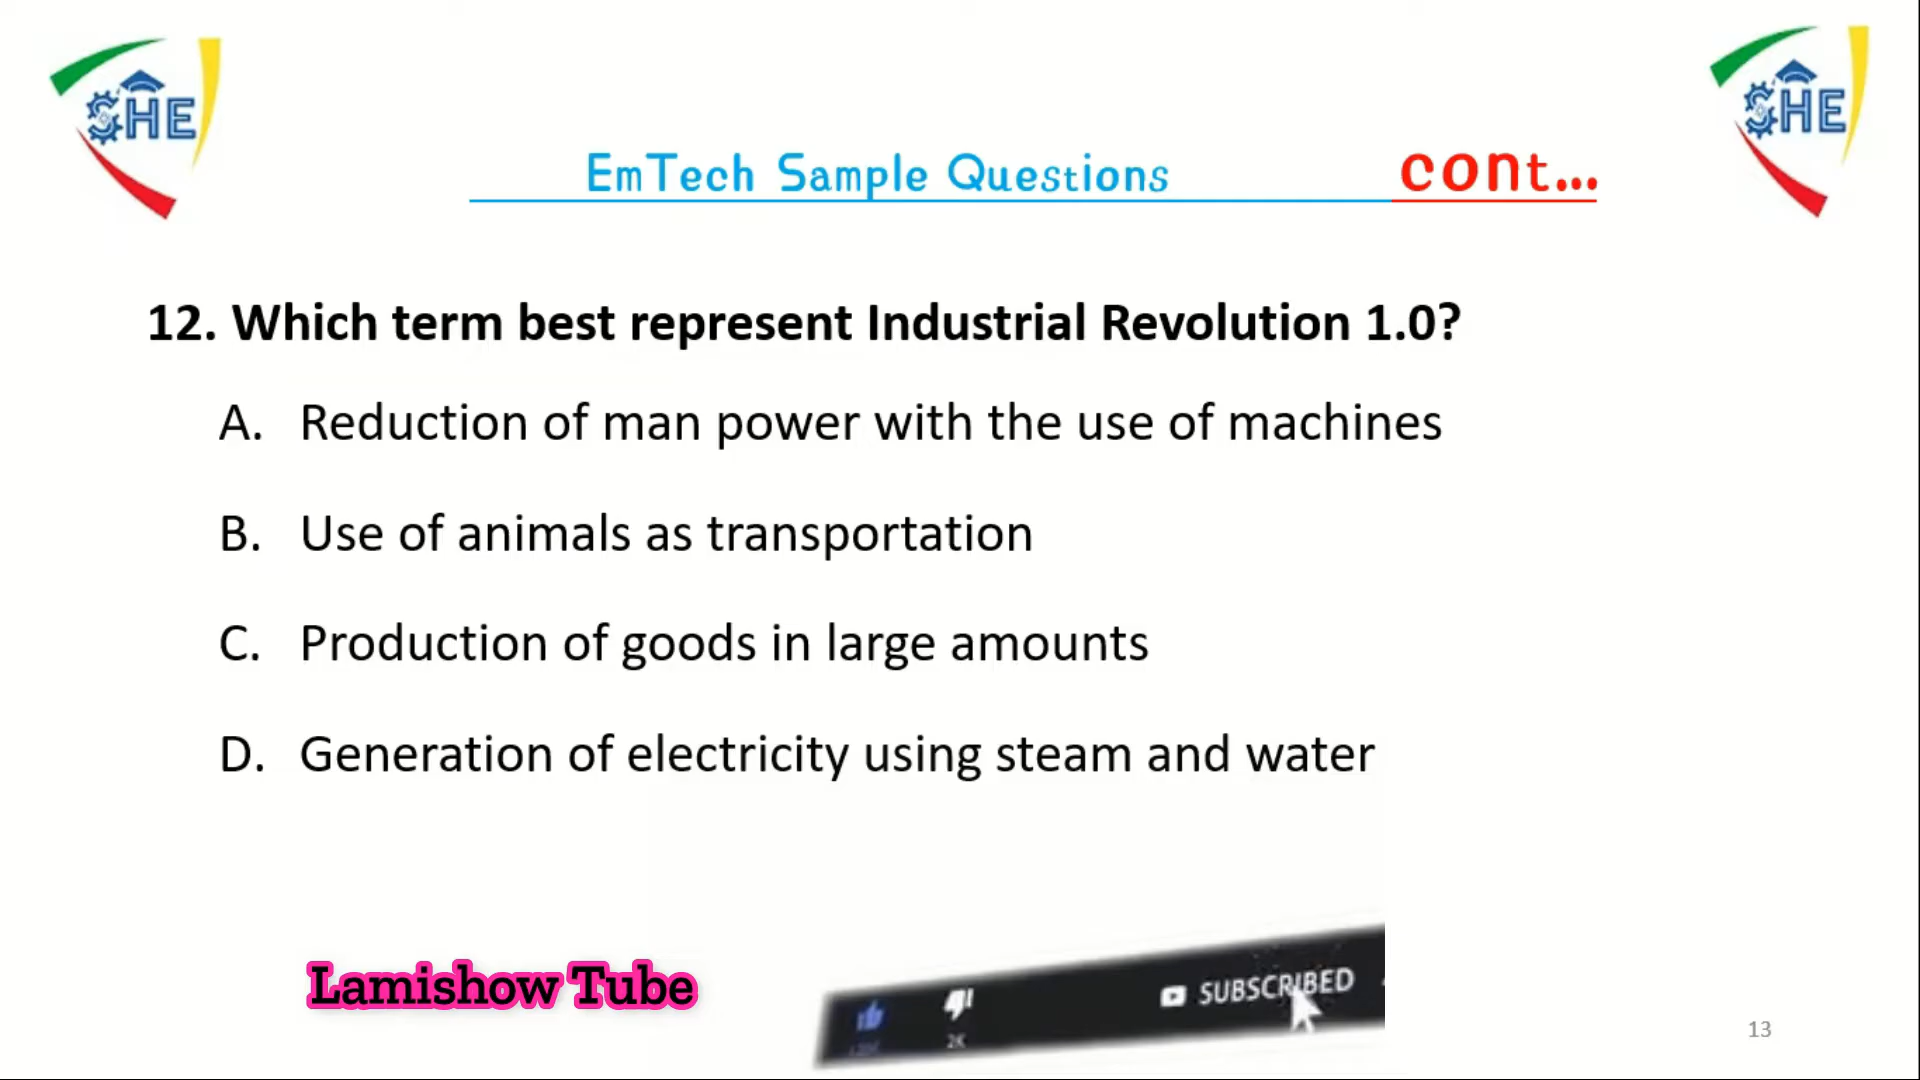 SHE
SHE
EmTech Sample Questions cont...
12. Which term best represent Industrial Revolution 1.0?
A. Reduction of man power with the use of machines
B. Use of animals as transportation
C. Production of goods in large amounts
D. Generation of electricity using steam and water
Lamishow Tube
SUBSCRIBED
2K
13